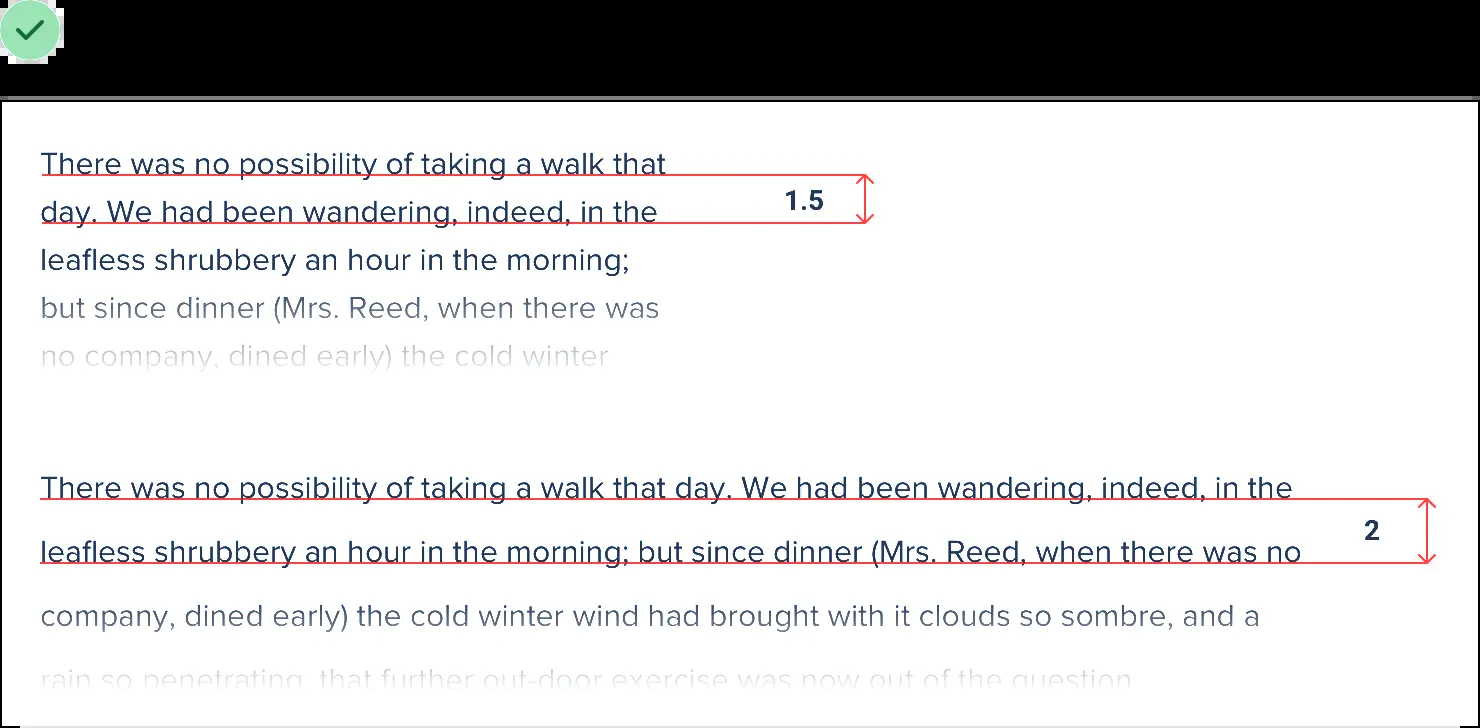 There was no possibility of taking a walk that
day. We had been wandering, indeed, in the
1.5
leafless shrubbery an hour in the morning;
but since dinner (Mrs. Reed, when there was
no company, dined early) the cold winter
There was no possibility of taking a walk that day. We had been wandering, indeed, in the
2
leafless shrubbery an hour in the morning; but since dinner (Mrs. Reed, when there was no
company, dined early) the cold winter wind had brought with it clouds so sombre, and a
rain so penetrating, that further out-door exercise was now out of the question